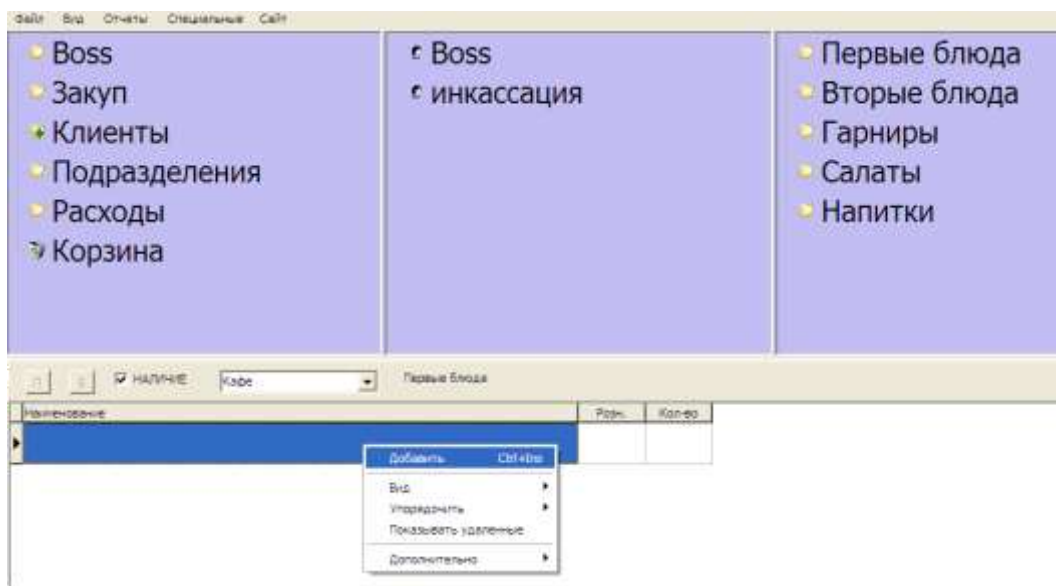 Файл Вид Отчеты Специальные Сайт
Boss
Закуп
Клиенты
Подразделения
Расходы
Корзина
Boss
инкассация
Первые блюда
Вторые блюда
Гарниры
Салаты
Напитки
НАЛИЧИЕ Кафе Первые блюда
Наименование Розн. Кол-во
Добавить Ctrl+Ins
Вид
Упорядочить
Показывать удаленные
Дополнительно